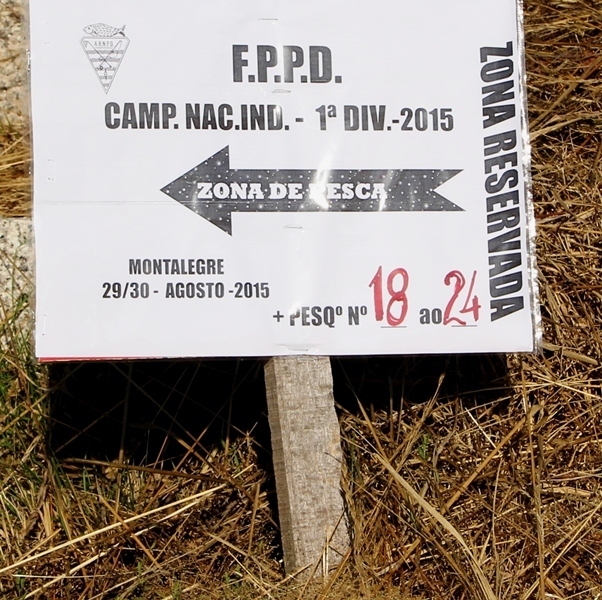 A.R.N.P.D
F.P.P.D.
CAMP. NAC.IND. - 1ª DIV.-2015
ZONA DE PESCA
MONTALEGRE
29/30 - AGOSTO -2015
+ PESQº Nº 18 ao 24
ZONA RESERVADA